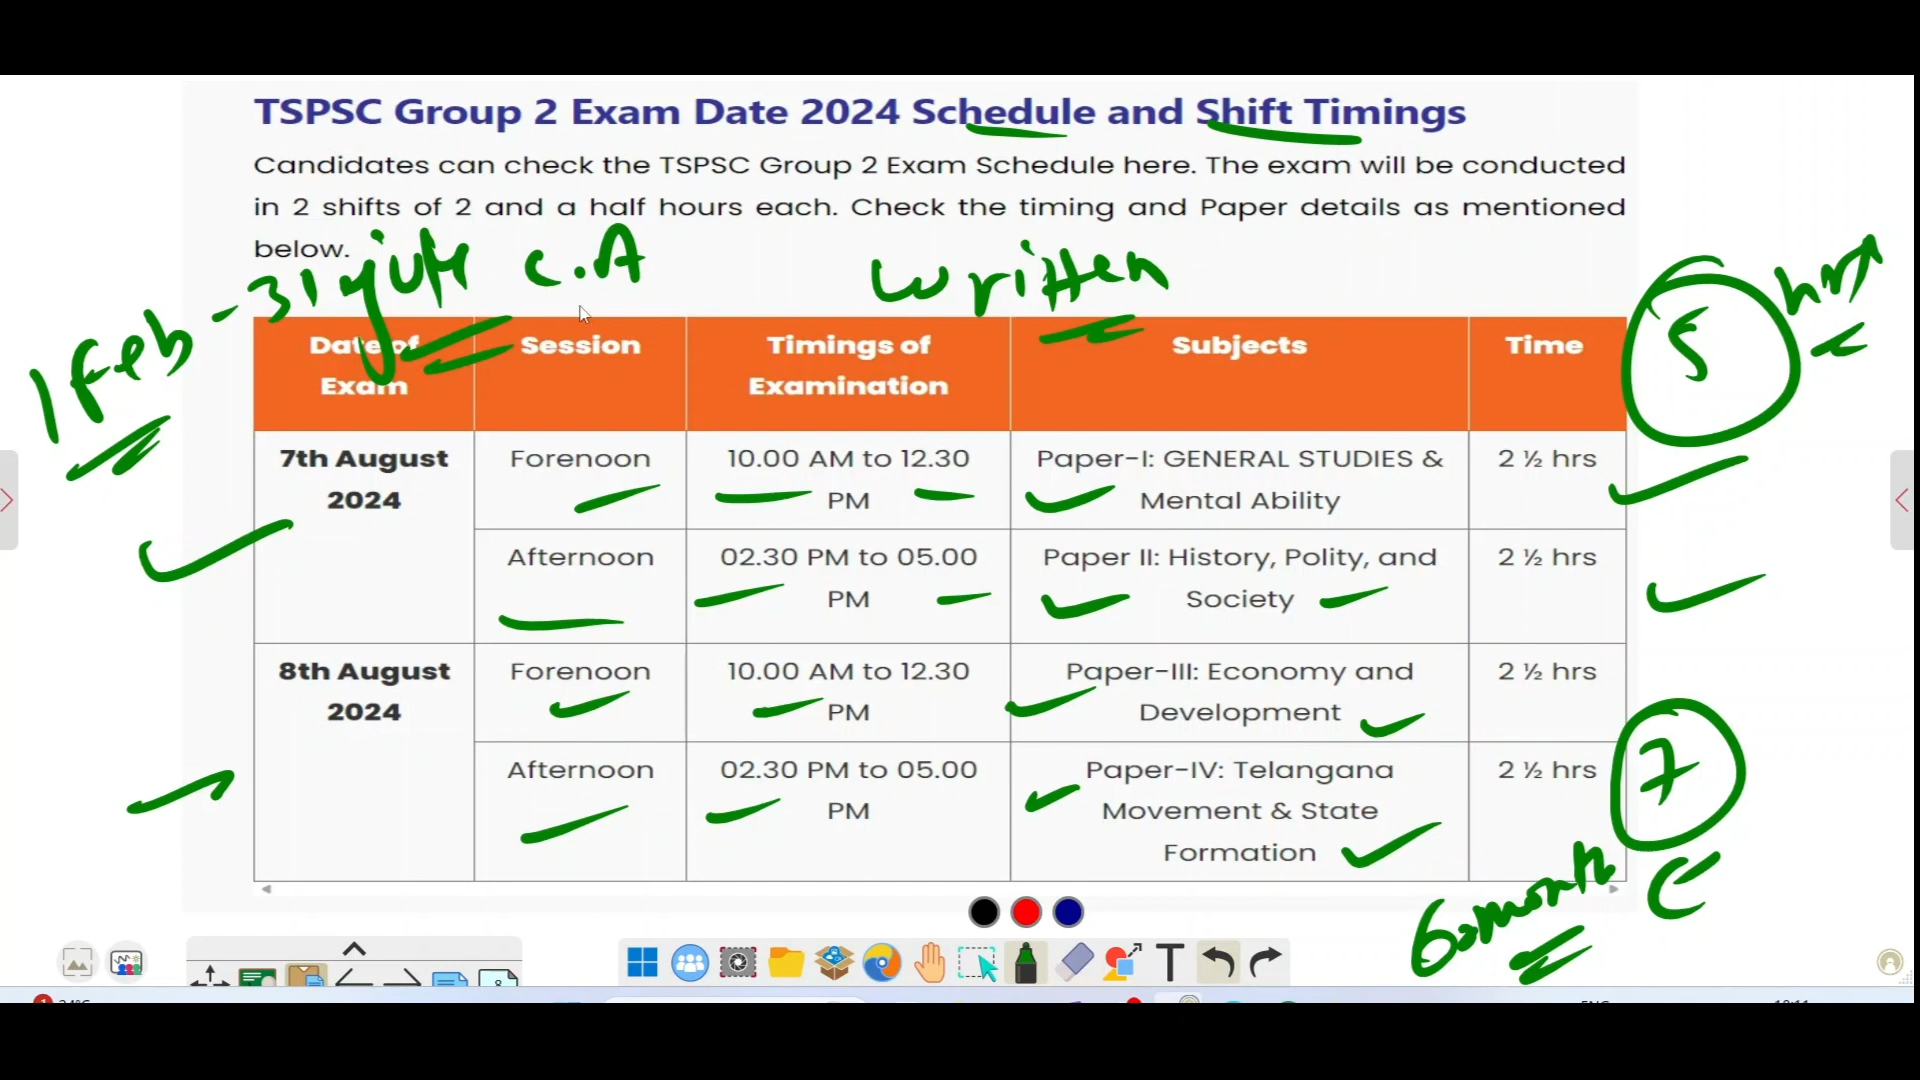 TSPSC Group 2 Exam Date 2024 Schedule and Shift Timings
Candidates can check the TSPSC Group 2 Exam Schedule here. The exam will be conducted
in 2 shifts of 2 and a half hours each. Check the timing and Paper details as mentioned
below.
1 Feb - 31 C.A
written
5 hrs
Date of Exam
Session
Timings of Examination
Subjects
Time
7th August 2024
Forenoon
10.00 AM to 12.30 PM
Paper-I: GENERAL STUDIES & Mental Ability
2 ½ hrs
Afternoon
02.30 PM to 05.00 PM
Paper II: History, Polity, and Society
2 ½ hrs
8th August 2024
Forenoon
10.00 AM to 12.30 PM
Paper-III: Economy and Development
2 ½ hrs
Afternoon
02.30 PM to 05.00 PM
Paper-IV: Telangana Movement & State Formation
2 ½ hrs
7
T